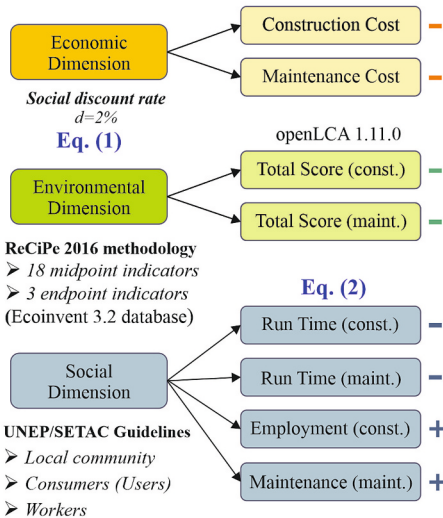 Economic
Dimension
Construction Cost
−
Maintenance Cost
−
Social discount rate
d=2%
Eq. (1)
openLCA 1.11.0
Environmental
Dimension
Total Score (const.)
−
Total Score (maint.)
−
ReCiPe 2016 methodology
➢ 18 midpoint indicators
➢ 3 endpoint indicators
(Ecoinvent 3.2 database)
Eq. (2)
Social
Dimension
Run Time (const.)
−
Run Time (maint.)
−
Employment (const.)
+
Maintenance (maint.)
+
UNEP/SETAC Guidelines
➢ Local community
➢ Consumers (Users)
➢ Workers